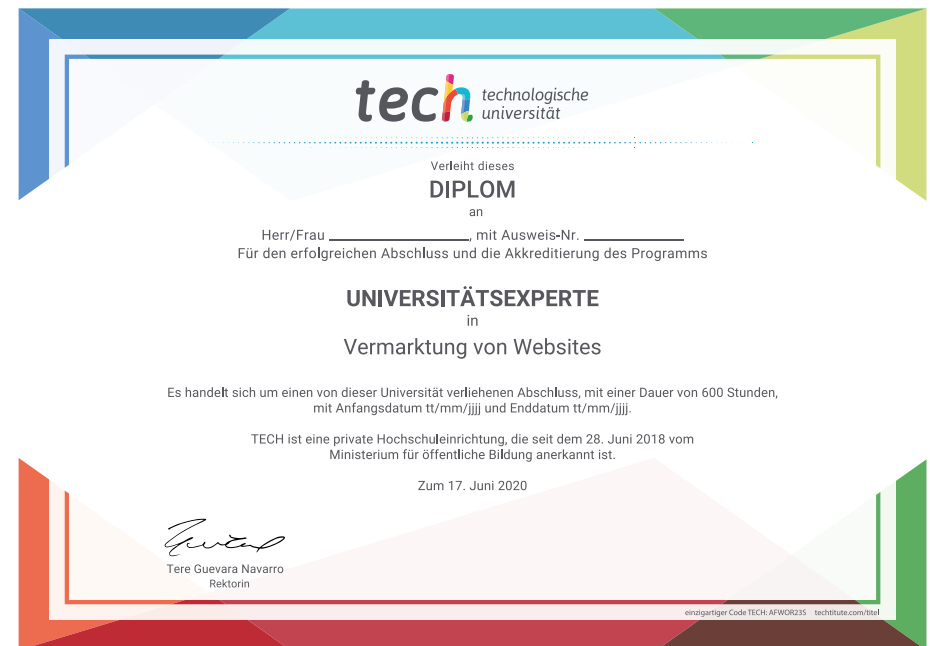 tech technologische
universität
Verleiht dieses
DIPLOM
an
Herr/Frau ____________________, mit Ausweis-Nr. ______________
Für den erfolgreichen Abschluss und die Akkreditierung des Programms
UNIVERSITÄTSEXPERTE
in
Vermarktung von Websites
Es handelt sich um einen von dieser Universität verliehenen Abschluss, mit einer Dauer von 600 Stunden,
mit Anfangsdatum tt/mm/jjjj und Enddatum tt/mm/jjjj.
TECH ist eine private Hochschuleinrichtung, die seit dem 28. Juni 2018 vom
Ministerium für öffentliche Bildung anerkannt ist.
Zum 17. Juni 2020
Tere Guevara Navarro
Rektorin
einzigartiger Code TECH: AFWOR23S techtitute.com/titel